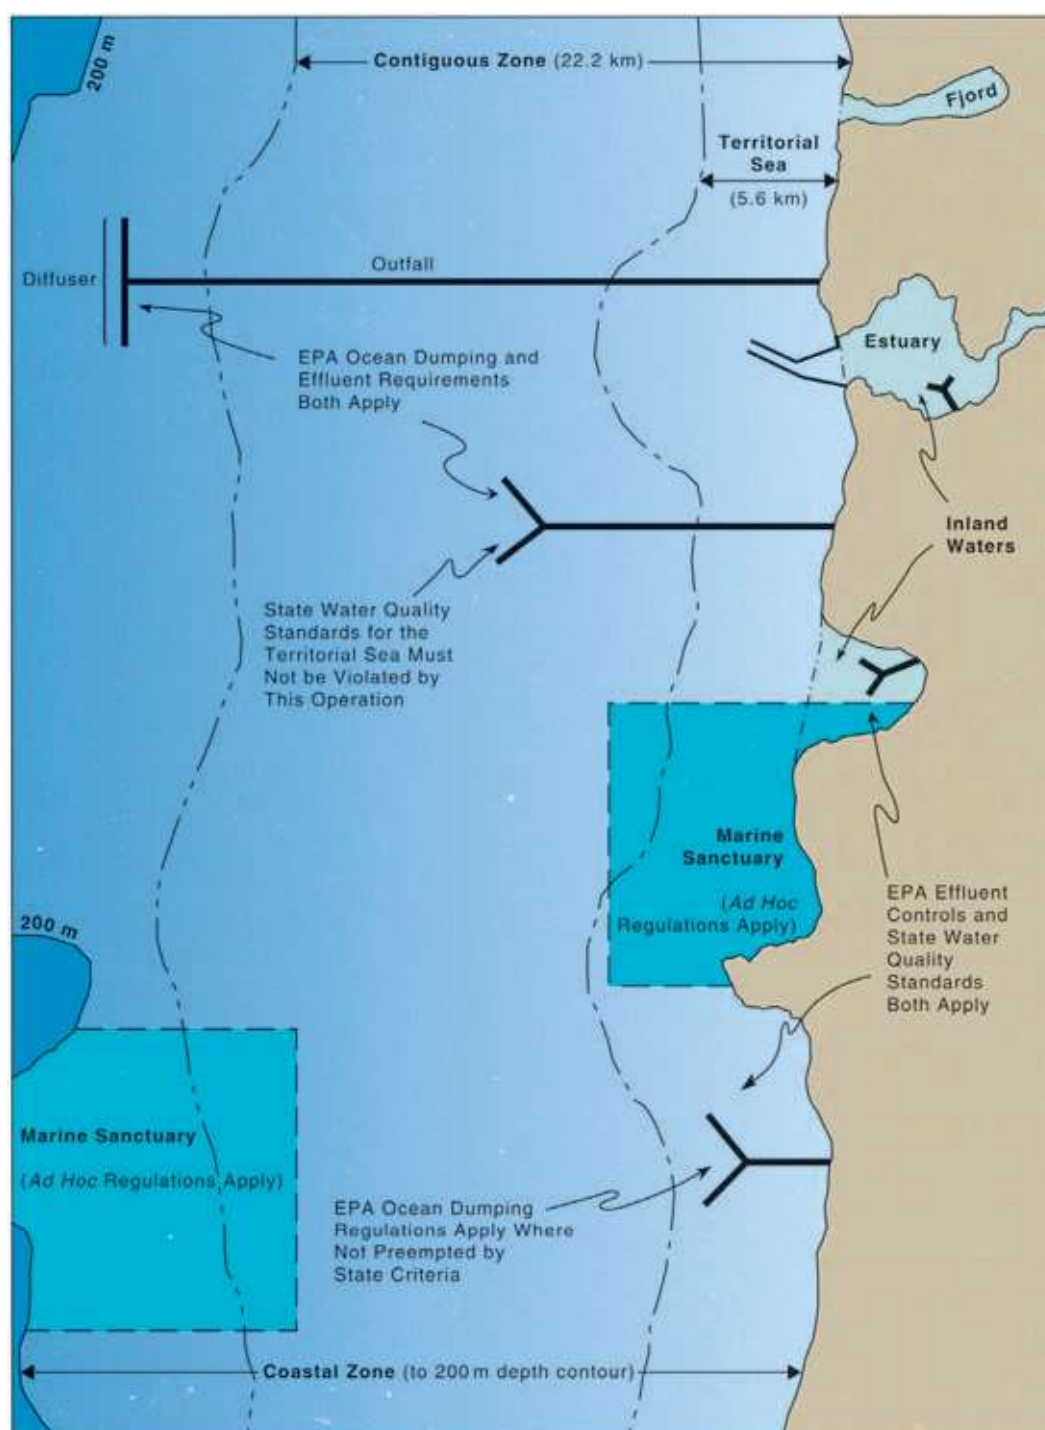 200 m
Contiguous Zone (22.2 km)
Fjord
Territorial
Sea
(5.6 km)
Diffuser
Outfall
Estuary
EPA Ocean Dumping and
Effluent Requirements
Both Apply
Inland
Waters
State Water Quality
Standards for the
Territorial Sea Must
Not be Violated by
This Operation
Marine
Sanctuary
(Ad Hoc
Regulations Apply)
EPA Effluent
Controls and
State Water
Quality
Standards
Both Apply
200 m
Marine Sanctuary
(Ad Hoc Regulations Apply)
EPA Ocean Dumping
Regulations Apply Where
Not Preempted by
State Criteria
Coastal Zone (to 200 m depth contour)